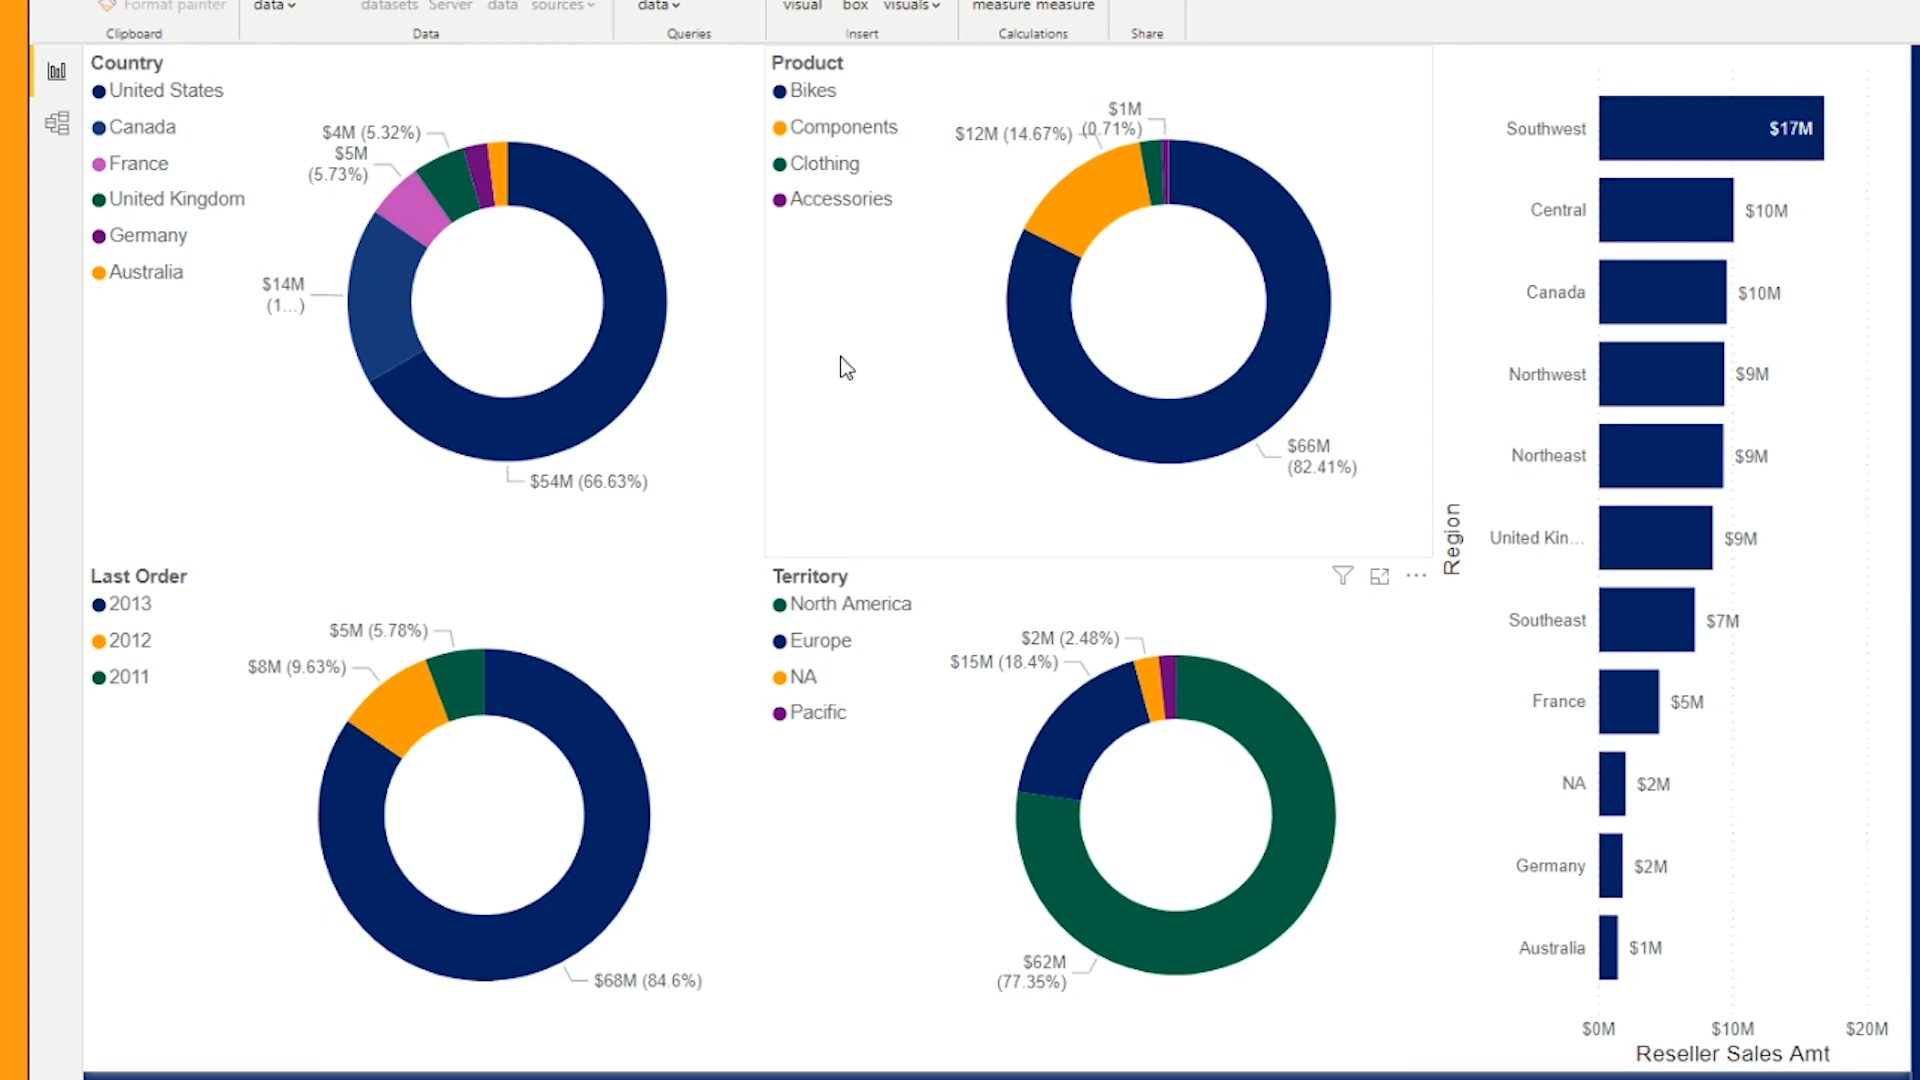 Format painter
data
datasets
Server
data
sources
data
visual
box
visuals
measure measure
Clipboard
Data
Queries
Insert
Calculations
Share
Country
United States
Canada
France
United Kingdom
Germany
Australia
$4M (5.32%)
$5M
(5.73%)
$14M
(1...)
$54M (66.63%)
Product
Bikes
Components
Clothing
Accessories
$1M
(0.71%)
$12M (14.67%)
$66M
(82.41%)
Last Order
2013
2012
2011
$5M (5.78%)
$8M (9.63%)
$68M (84.6%)
Territory
North America
Europe
NA
Pacific
$2M (2.48%)
$15M (18.4%)
$62M
(77.35%)
Region
Southwest $17M
Central $10M
Canada $10M
Northwest $9M
Northeast $9M
United Kin... $9M
Southeast $7M
France $5M
NA $2M
Germany $2M
Australia $1M
$0M $10M $20M
Reseller Sales Amt